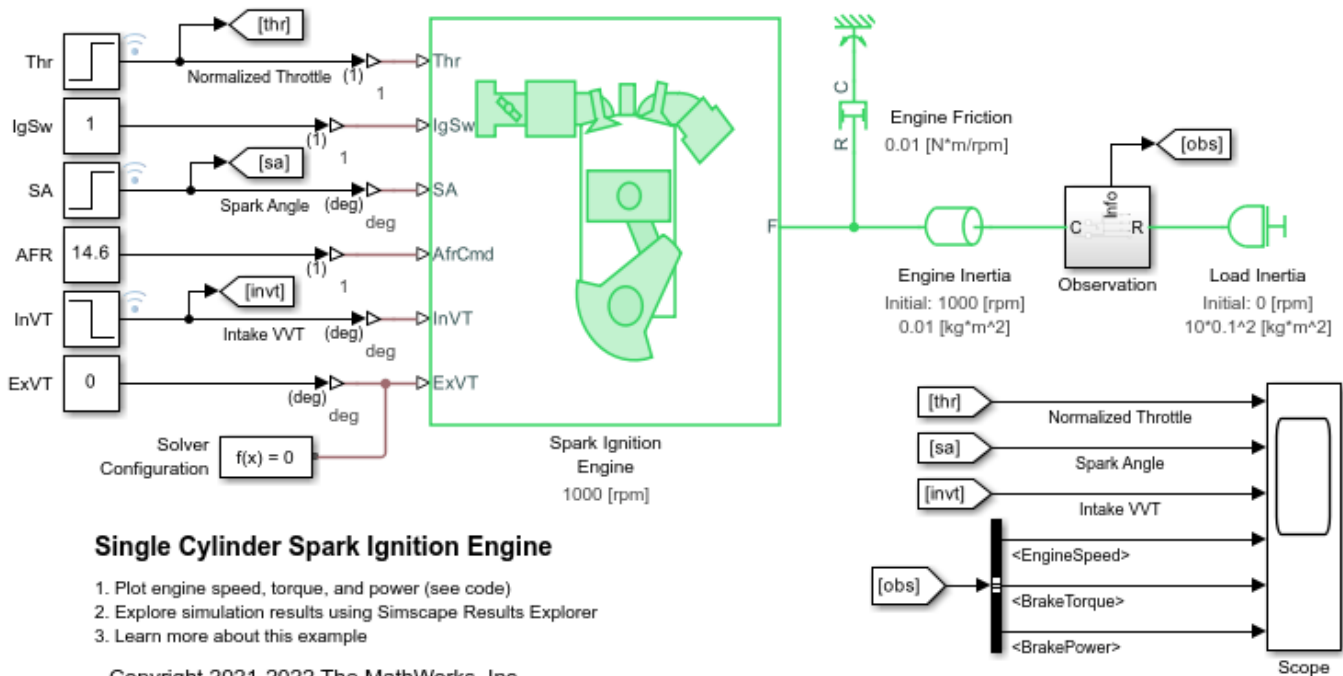 [thr]
Thr
Normalized Throttle
(1)
1
Thr
IgSw
1
(1)
1
IgSw
[sa]
SA
Spark Angle
(deg)
deg
SA
AFR
14.6
(1)
1
AfrCmd
[invt]
InVT
Intake VVT
(deg)
deg
InVT
ExVT
0
(deg)
deg
ExVT
Solver
Configuration
f(x) = 0
F
Spark Ignition
Engine
1000 [rpm]
C
R
Engine Friction
0.01 [N*m/rpm]
[obs]
Info
C
R
Engine Inertia
Initial: 1000 [rpm]
0.01 [kg*m^2]
Observation
Load Inertia
Initial: 0 [rpm]
10*0.1^2 [kg*m^2]
[thr]
Normalized Throttle
[sa]
Spark Angle
[invt]
Intake VVT
<EngineSpeed>
[obs]
<BrakeTorque>
<BrakePower>
Scope
Single Cylinder Spark Ignition Engine
1. Plot engine speed, torque, and power (see code)
2. Explore simulation results using Simscape Results Explorer
3. Learn more about this example
Copyright 2021-2022 The MathWorks, Inc.